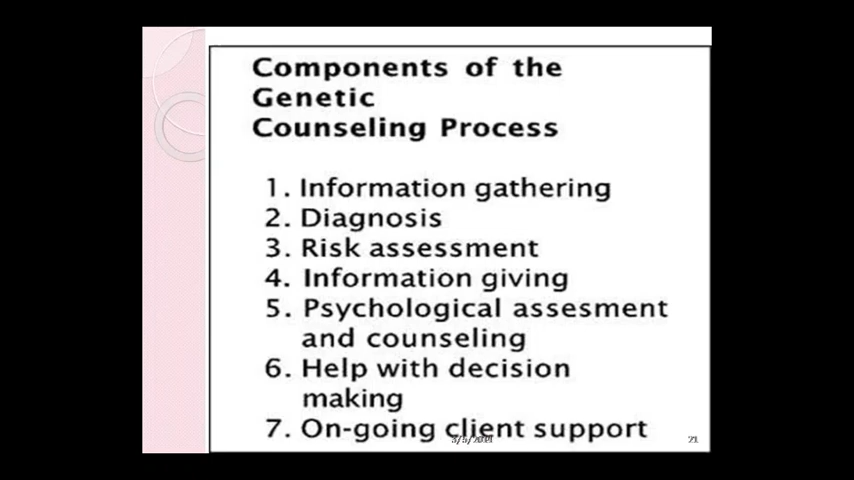 Components of the
Genetic
Counseling Process
1. Information gathering
2. Diagnosis
3. Risk assessment
4. Information giving
5. Psychological assesment
and counseling
6. Help with decision
making
7. On-going client support
21